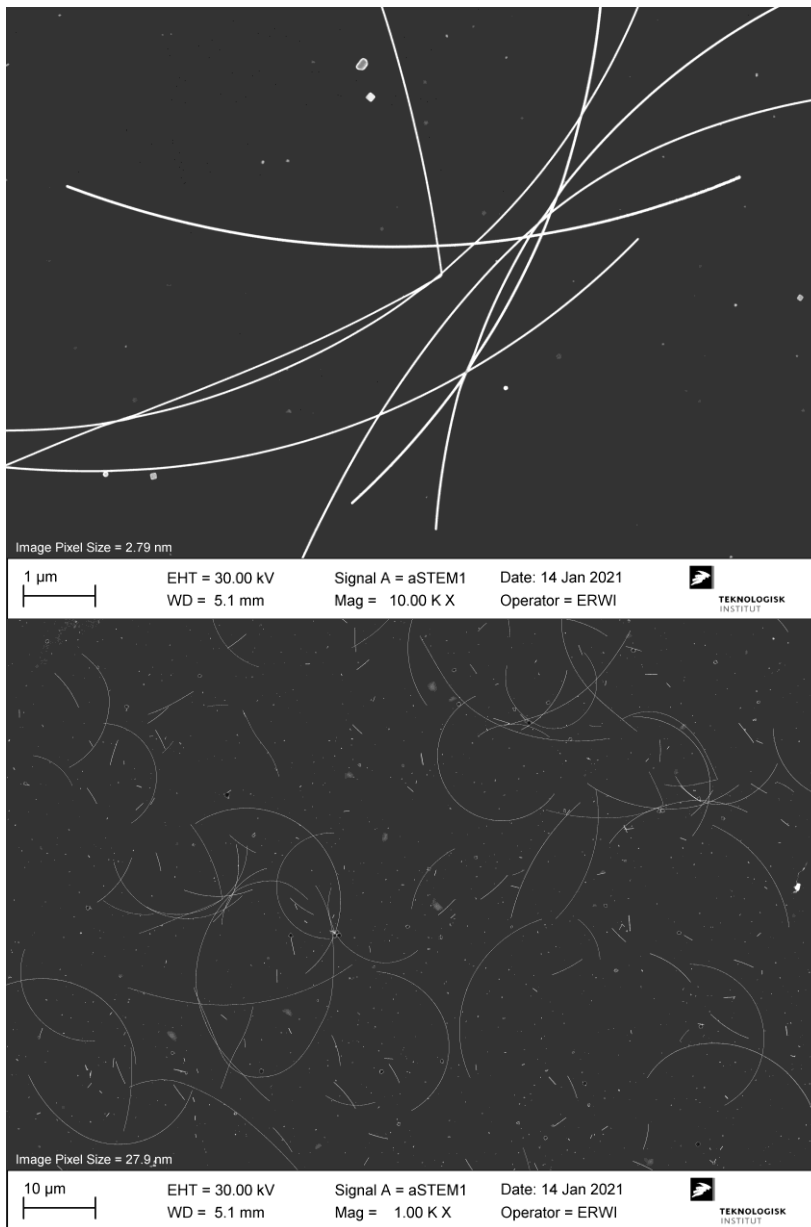 Image Pixel Size = 2.79 nm
1 µm
EHT = 30.00 kV
Signal A = aSTEM1
Date: 14 Jan 2021
WD = 5.1 mm
Mag = 10.00 K X
Operator = ERWI
TEKNOLOGISK
INSTITUT
Image Pixel Size = 27.9 nm
10 µm
EHT = 30.00 kV
Signal A = aSTEM1
Date: 14 Jan 2021
WD = 5.1 mm
Mag = 1.00 K X
Operator = ERWI
TEKNOLOGISK
INSTITUT